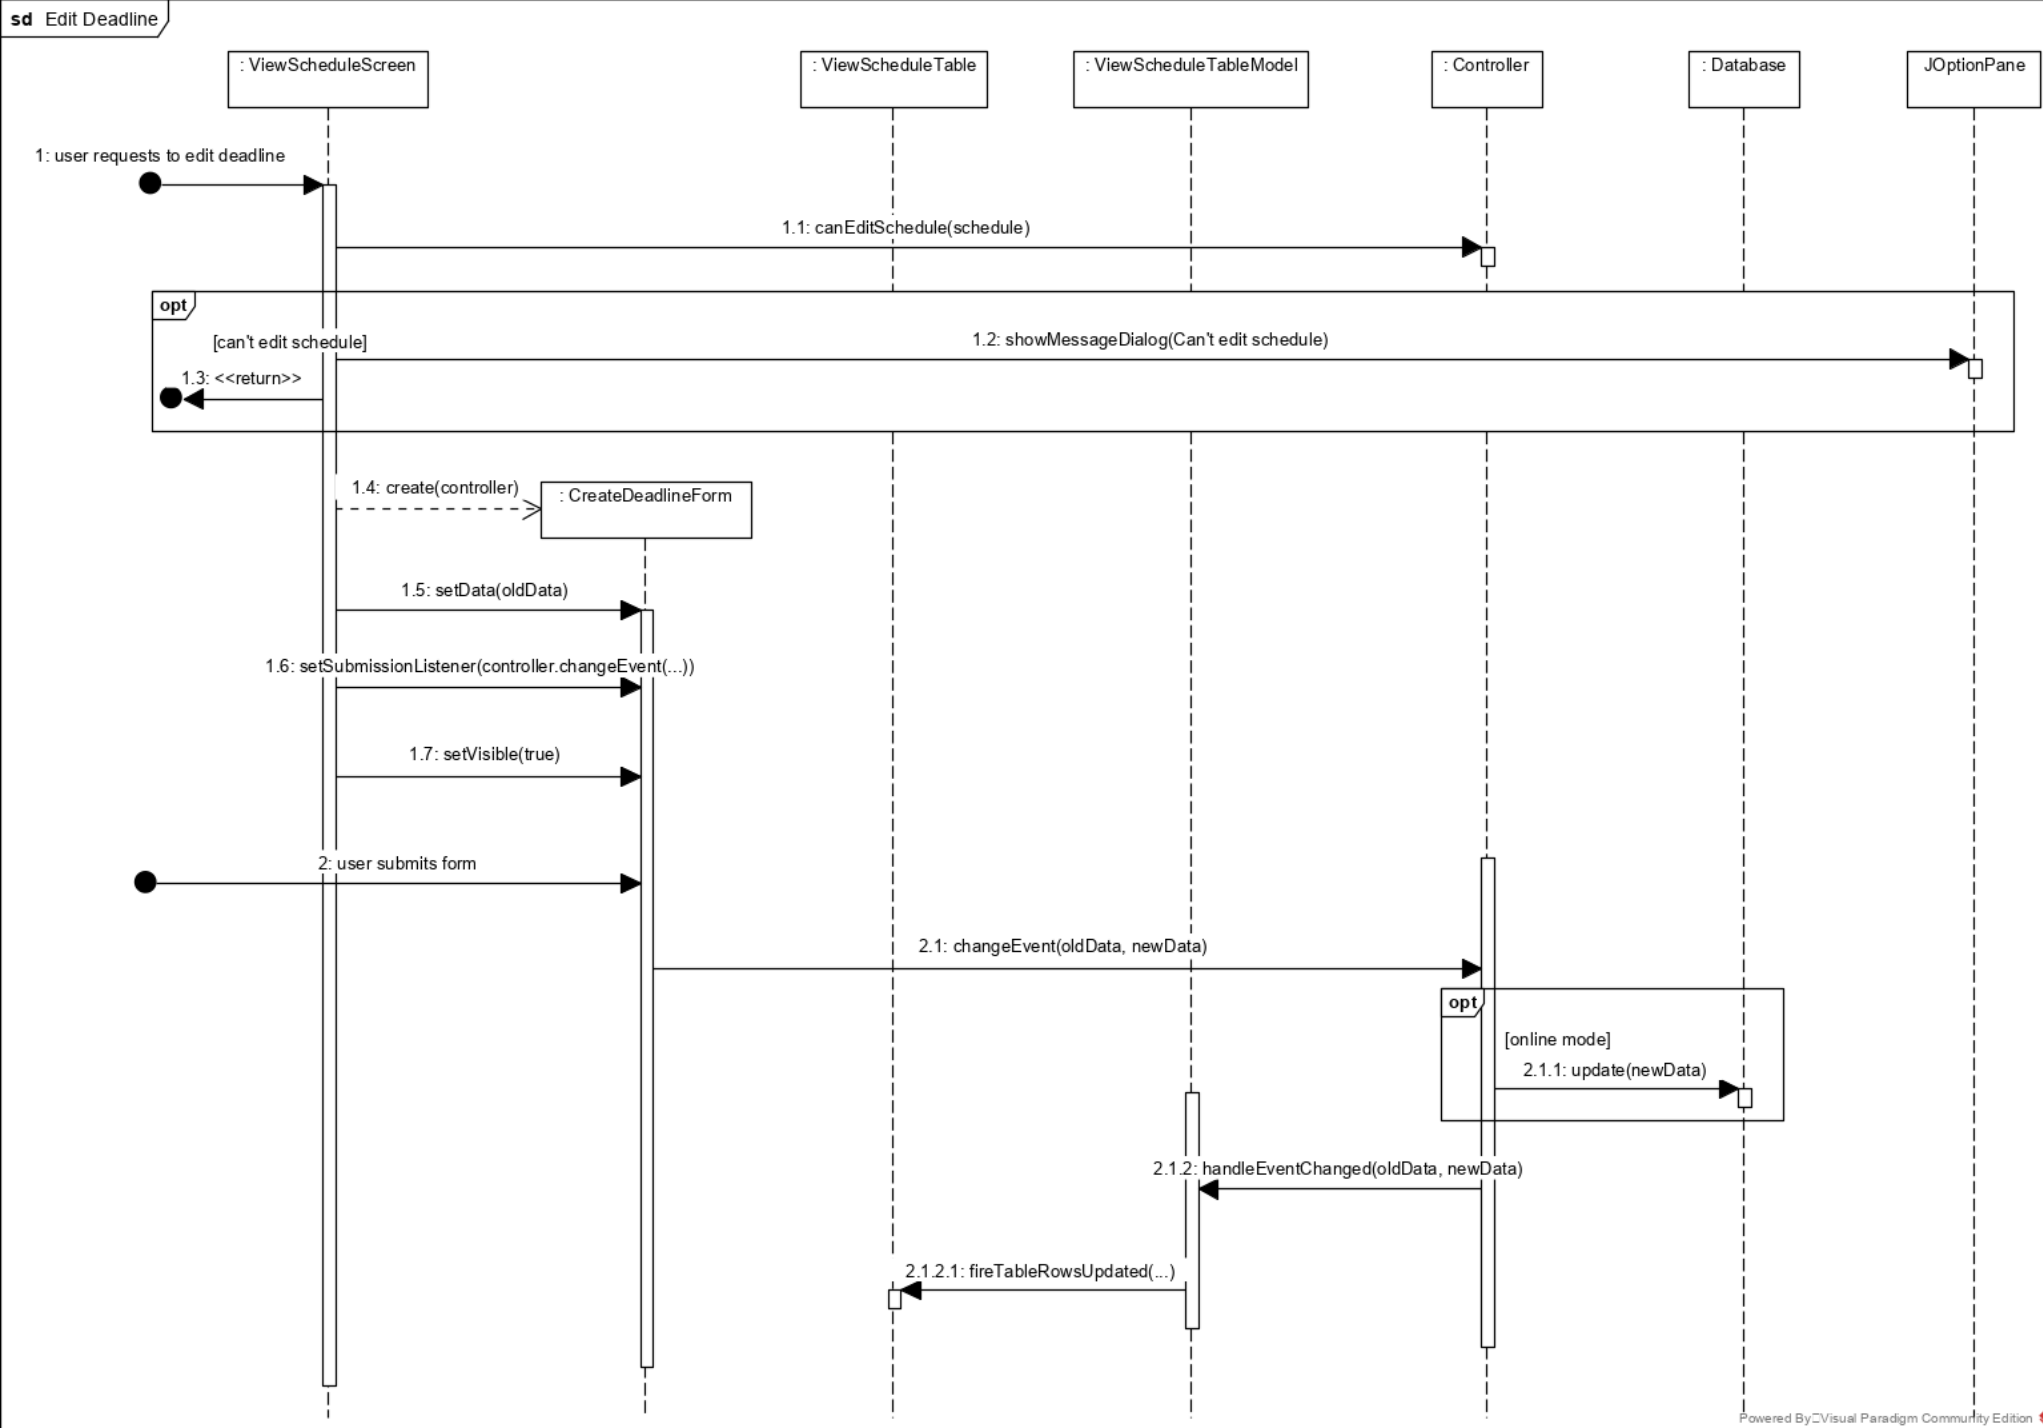 sd Edit Deadline
: ViewScheduleScreen
: ViewScheduleTable
: ViewScheduleTableModel
: Controller
: Database
JOptionPane
1: user requests to edit deadline
1.1: canEditSchedule(schedule)
opt
[can't edit schedule]
1.2: showMessageDialog(Can't edit schedule)
1.3: <<return>>
1.4: create(controller)
: CreateDeadlineForm
1.5: setData(oldData)
1.6: setSubmissionListener(controller.changeEvent(...))
1.7: setVisible(true)
2: user submits form
2.1: changeEvent(oldData, newData)
opt
[online mode]
2.1.1: update(newData)
2.1.2: handleEventChanged(oldData, newData)
2.1.2.1: fireTableRowsUpdated(...)
Powered By Visual Paradigm Community Edition